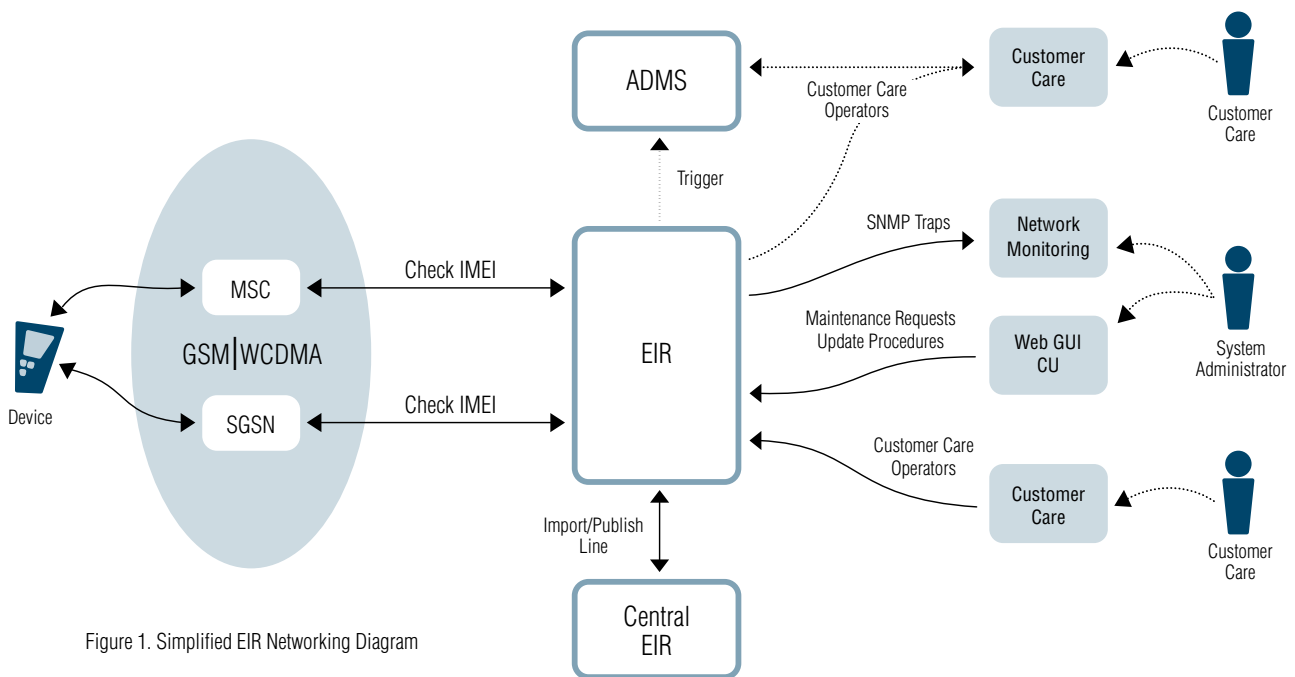 ADMS
Customer Care
Operators
Customer
Care
Customer
Care
Trigger
SNMP Traps
Network
Monitoring
Check IMEI
MSC
GSM|WCDMA
EIR
Maintenance Requests
Update Procedures
Web GUI
CU
System
Administrator
Device
SGSN
Check IMEI
Customer Care
Operators
Customer
Care
Customer
Care
Import/Publish
Line
Central
EIR
Figure 1. Simplified EIR Networking Diagram